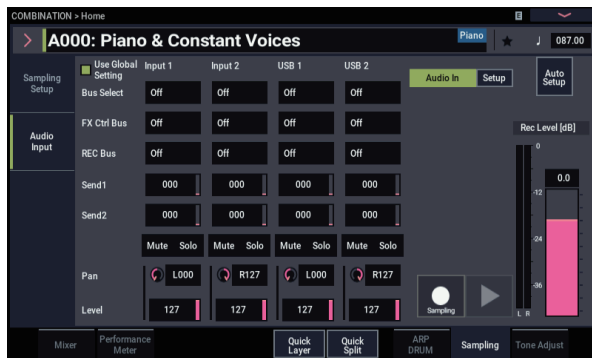 COMBINATION > Home
E
A000: Piano & Constant Voices
Piano
♩ 087.00
Sampling Setup
Audio Input
Use Global Setting
Input 1 Input 2 USB 1 USB 2
Bus Select Off Off Off Off
FX Ctrl Bus Off Off Off Off
REC Bus Off Off Off Off
Send1 000 000 000 000
Send2 000 000 000 000
Mute Solo Mute Solo Mute Solo Mute Solo
Pan L000 R127 L000 R127
Level 127 127 127 127
Audio In Setup
Auto Setup
Rec Level [dB]
0
-12
-24
-36
L R
0.0
Sampling
Mixer
Performance Meter
Quick Layer
Quick Split
ARP DRUM
Sampling
Tone Adjust